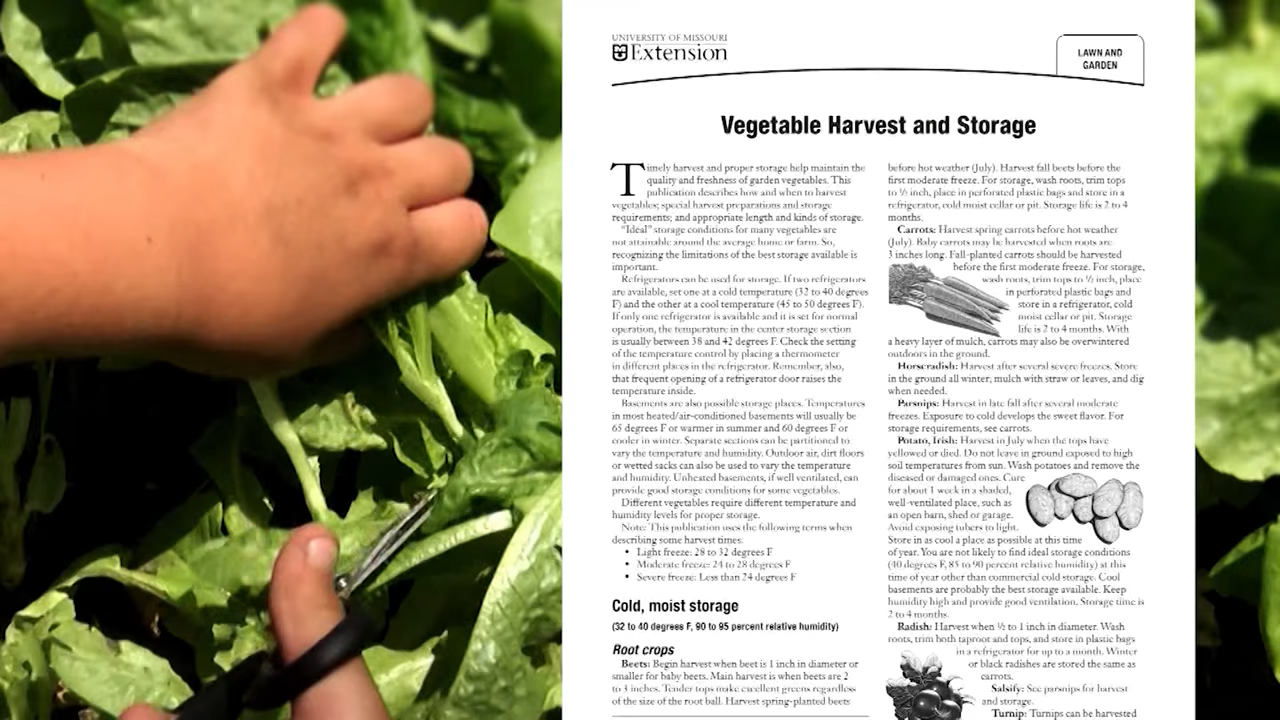 UNIVERSITY OF MISSOURI
Extension
LAWN AND
GARDEN
Vegetable Harvest and Storage
Timely harvest and proper storage help maintain the
quality and freshness of garden vegetables. This
publication describes how and when to harvest
vegetables; special harvest preparations and storage
requirements; and appropriate length and kinds of storage.
“Ideal” storage conditions for many vegetables are
not attainable around the average home or farm. So,
recognizing the limitations of the best storage available is
important.
Refrigerators can be used for storage. If two refrigerators
are available, set one at a cold temperature (32 to 40 degrees
F) and the other at a cool temperature (45 to 50 degrees F).
If only one refrigerator is available and it is set for normal
operation, the temperature in the center storage section
is usually between 38 and 42 degrees F. Check the setting
of the temperature control by placing a thermometer
in different places in the refrigerator. Remember, also,
that frequent opening of a refrigerator door raises the
temperature inside.
Basements are also possible storage places. Temperatures
in most heated/air-conditioned basements will usually be
65 degrees F or warmer in summer and 60 degrees F or
cooler in winter. Separate sections can be partitioned to
vary the temperature and humidity. Outdoor air, dirt floors
or wetted sacks can also be used to vary the temperature
and humidity. Unheated basements, if well ventilated, can
provide good storage conditions for some vegetables.
Different vegetables require different temperature and
humidity levels for proper storage.
Note: This publication uses the following terms when
describing some harvest times:
• Light freeze: 28 to 32 degrees F
• Moderate freeze: 24 to 28 degrees F
• Severe freeze: Less than 24 degrees F
Cold, moist storage
(32 to 40 degrees F, 90 to 95 percent relative humidity)
Root crops
Beets: Begin harvest when beet is 1 inch in diameter or
smaller for baby beets. Main harvest is when beets are 2
to 3 inches. Tender tops make excellent greens regardless
of the size of the root ball. Harvest spring-planted beets
before hot weather (July). Harvest fall beets before the
first moderate freeze. For storage, wash roots, trim tops
to ½ inch, place in perforated plastic bags and store in a
refrigerator, cold moist cellar or pit. Storage life is 2 to 4
months.
Carrots: Harvest spring carrots before hot weather
(July). Baby carrots may be harvested when roots are
3 inches long. Fall-planted carrots should be harvested
before the first moderate freeze. For storage,
wash roots, trim tops to ½ inch, place
in perforated plastic bags and
store in a refrigerator, cold
moist cellar or pit. Storage
life is 2 to 4 months. With
a heavy layer of mulch, carrots may also be overwintered
outdoors in the ground.
Horseradish: Harvest after several severe freezes. Store
in the ground all winter; mulch with straw or leaves, and dig
when needed.
Parsnips: Harvest in late fall after several moderate
freezes. Exposure to cold develops the sweet flavor. For
storage requirements, see carrots.
Potato, Irish: Harvest in July when the tops have
yellowed or died. Do not leave in ground exposed to high
soil temperatures from sun. Wash potatoes and remove the
diseased or damaged ones. Cure
for about 1 week in a shaded,
well-ventilated place, such as
an open barn, shed or garage.
Avoid exposing tubers to light.
Store in as cool a place as possible at this time
of year. You are not likely to find ideal storage conditions
(40 degrees F, 85 to 90 percent relative humidity) at this
time of year other than commercial cold storage. Cool
basements are probably the best storage available. Keep
humidity high and provide good ventilation. Storage time is
2 to 4 months.
Radish: Harvest when ½ to 1 inch in diameter. Wash
roots, trim both taproot and tops, and store in plastic bags
in a refrigerator for up to a month. Winter
or black radishes are stored the same as
carrots.
Salsify: See parsnips for harvest
and storage.
Turnip: Turnips can be harvested